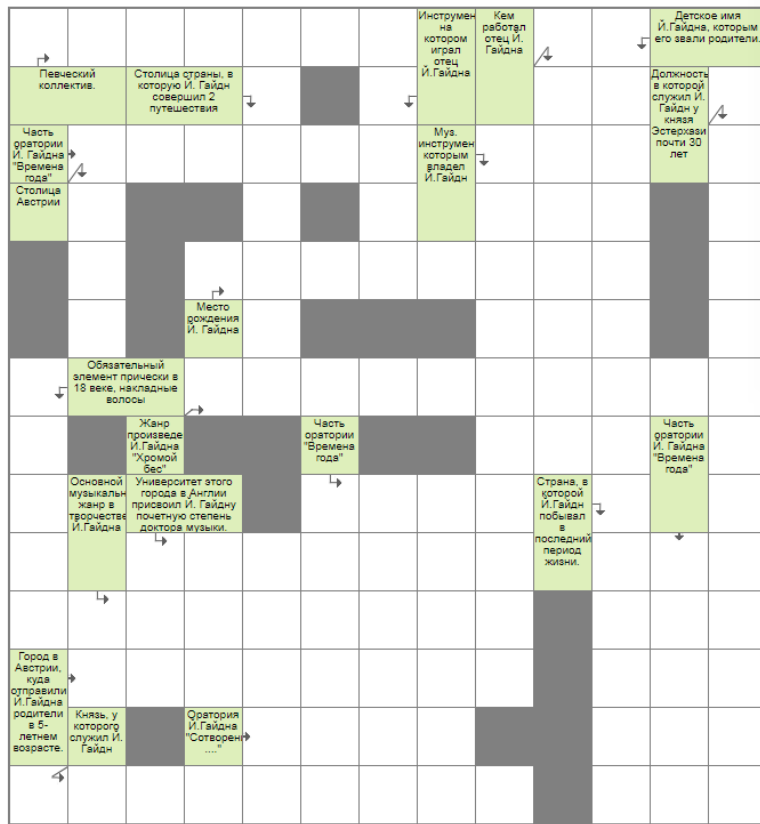 Инструмен
на
котором
играл
отец
Й.Гайдна
Кем
работал
отец Й.
Гайдна
Детское имя
Й.Гайдна, которым
его звали родители.
Певческий
коллектив.
Столица страны, в
которую Й. Гайдн
совершил 2
путешествия
Должность
в которой
служил Й.
Гайдн у
князя
Эстерхази
почти 30
лет
Часть
оратории
Й. Гайдна
"Времена
года"
Муз.
инструмен
которым
владел
Й.Гайдн
Столица
Австрии
Место
рождения
Й. Гайдна
Обязательный
элемент прически в
18 веке, накладные
волосы
Жанр
произведе
Й.Гайдна
"Хромой
бес"
Часть
оратории
"Времена
года"
Часть
оратории
Й. Гайдна
"Времена
года"
Основной
музыкальн
жанр в
творчестве
Й.Гайдна
Университет этого
города в Англии
присвоил Й. Гайдну
почетную степень
доктора музыки.
Страна, в
которой
Й.Гайдн
побывал
в
последний
период
жизни.
Город в
Австрии,
куда
отправили
Й.Гайдна
родители
в 5-
летнем
возрасте.
Князь, у
которого
служил Й.
Гайдн
Оратория
Й.Гайдна
"Сотворен
...."